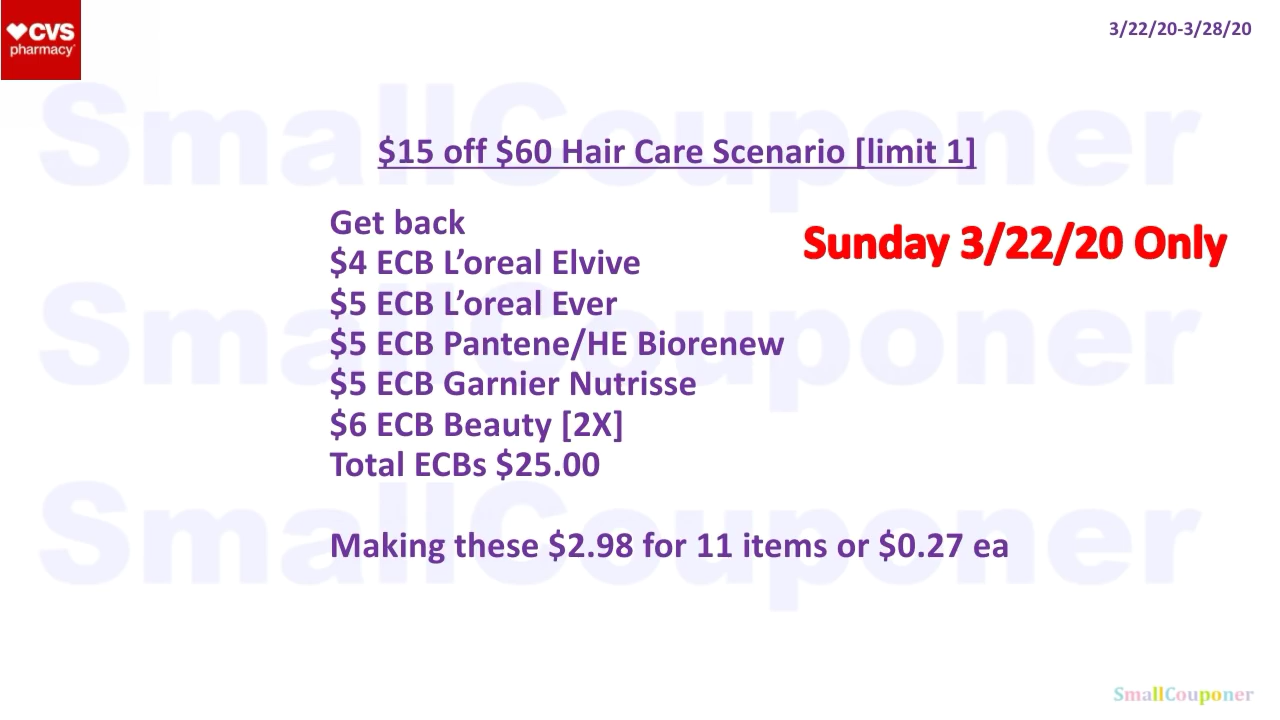 ♥CVS
pharmacy
3/22/20-3/28/20
SmallCouponer
$15 off $60 Hair Care Scenario [limit 1]
Get back
Sunday 3/22/20 Only
$4 ECB L’oreal Elvive
$5 ECB L’oreal Ever
SmallCouponer
$5 ECB Pantene/HE Biorenew
$5 ECB Garnier Nutrisse
$6 ECB Beauty [2X]
Total ECBs $25.00
SmallCouponer
Making these $2.98 for 11 items or $0.27 ea
SmallCouponer